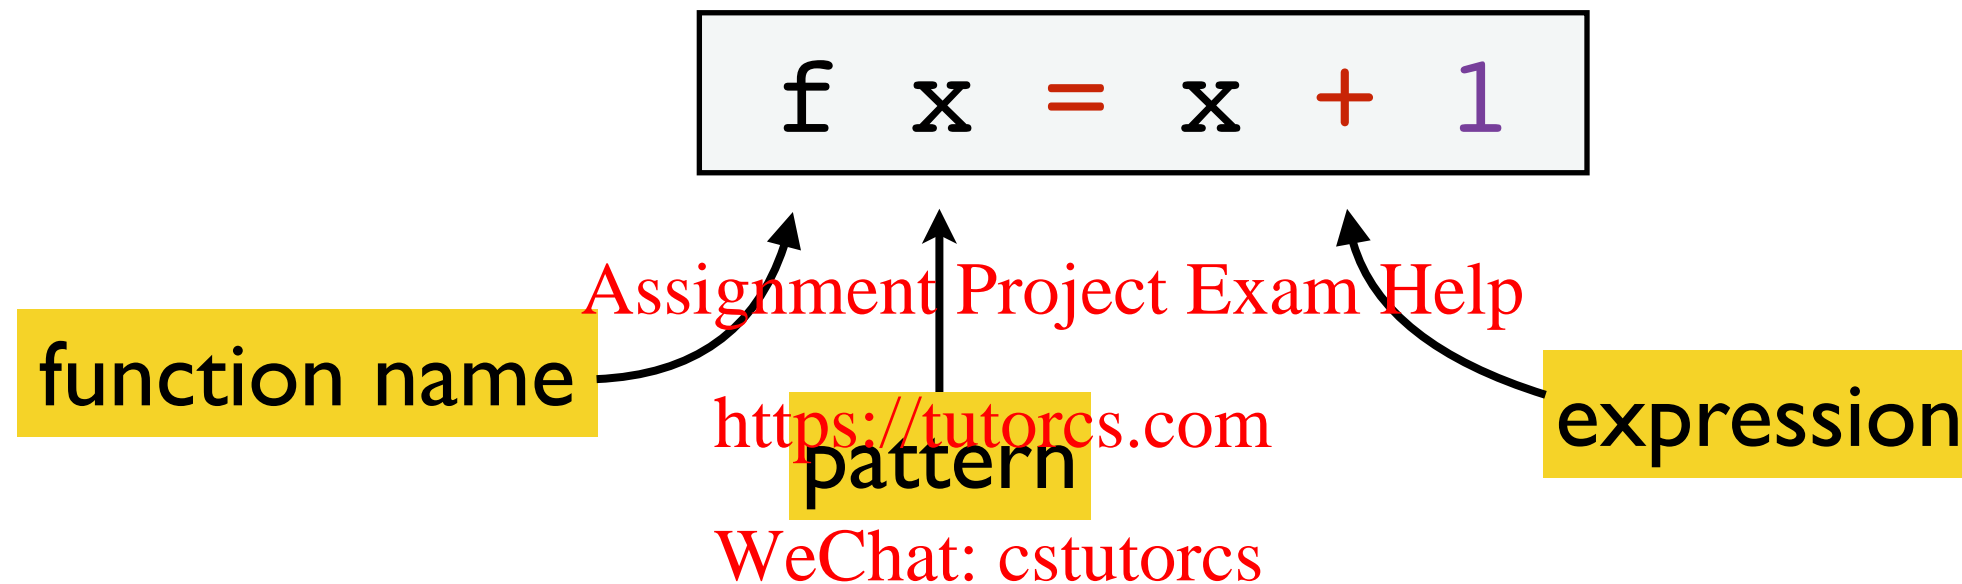 f x = x + 1
Assignment Project Exam Help
function name
expression
https://tutorcs.com
pattern
WeChat: cstutorcs